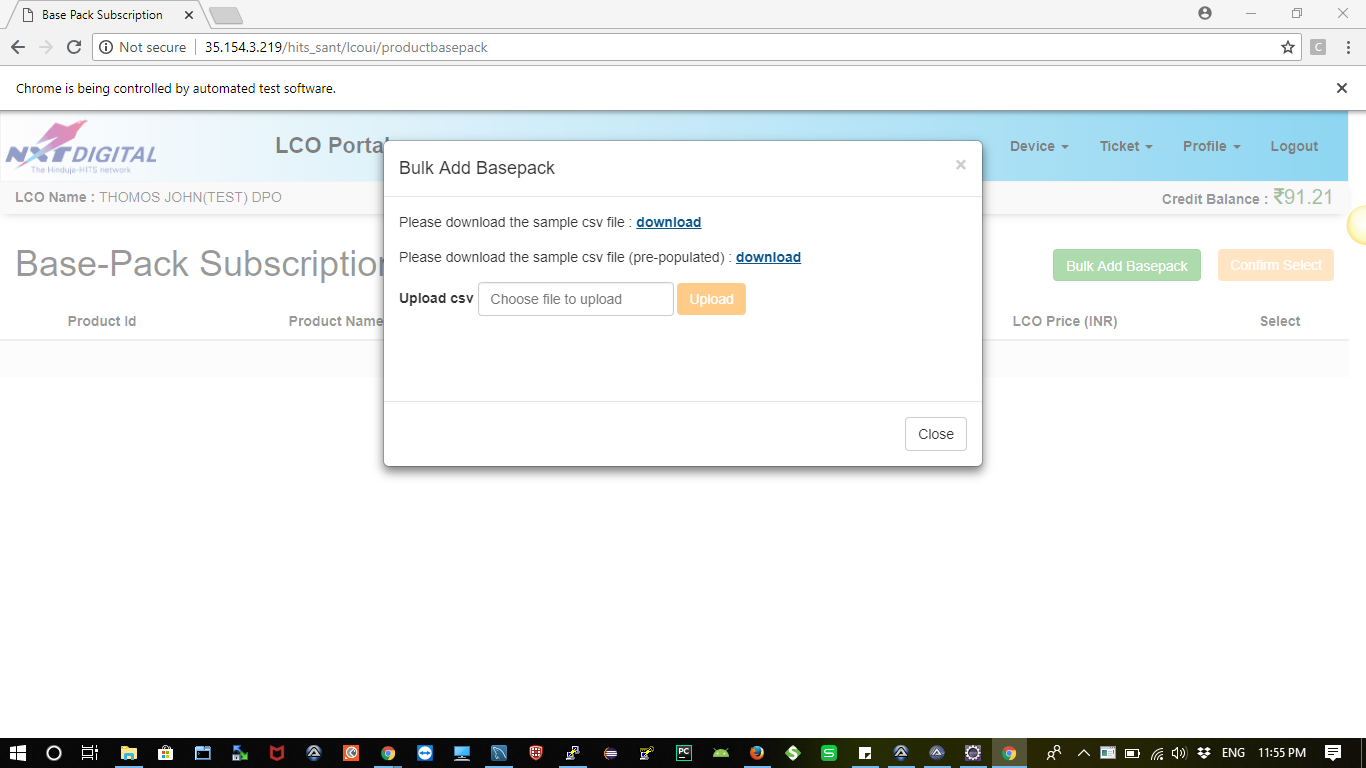 Base Pack Subscription
Not secure
35.154.3.219/hits_sant/lcoui/productbasepack
C
Chrome is being controlled by automated test software.
NXTDIGITAL
The Hinduja-HITS network
LCO Portal
Device
Ticket
Profile
Logout
LCO Name : THOMOS JOHN(TEST) DPO
Credit Balance : ₹91.21
Base-Pack Subscription
Bulk Add Basepack
Confirm Select
Product Id
Product Name
LCO Price (INR)
Select
Bulk Add Basepack
×
Please download the sample csv file : download
Please download the sample csv file (pre-populated) : download
Upload csv
Choose file to upload
Upload
Close
PC
S
ENG
11:55 PM